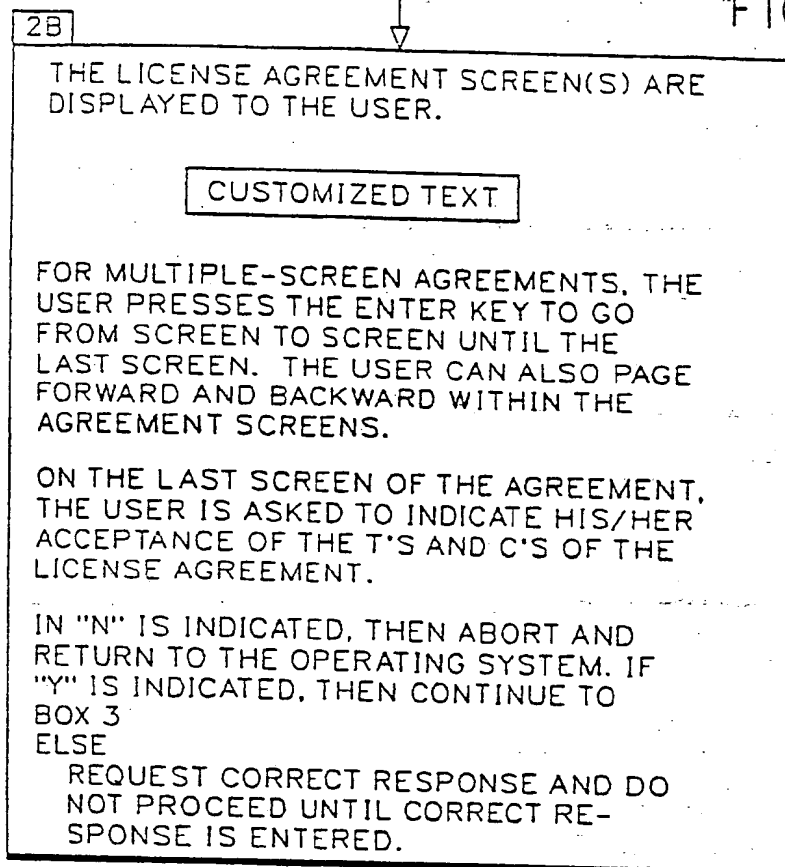 2B
THE LICENSE AGREEMENT SCREEN(S) ARE
DISPLAYED TO THE USER.
CUSTOMIZED TEXT
FOR MULTIPLE-SCREEN AGREEMENTS, THE
USER PRESSES THE ENTER KEY TO GO
FROM SCREEN TO SCREEN UNTIL THE
LAST SCREEN. THE USER CAN ALSO PAGE
FORWARD AND BACKWARD WITHIN THE
AGREEMENT SCREENS.
ON THE LAST SCREEN OF THE AGREEMENT,
THE USER IS ASKED TO INDICATE HIS/HER
ACCEPTANCE OF THE T'S AND C'S OF THE
LICENSE AGREEMENT.
IN "N" IS INDICATED, THEN ABORT AND
RETURN TO THE OPERATING SYSTEM. IF
"Y" IS INDICATED, THEN CONTINUE TO
BOX 3
ELSE
REQUEST CORRECT RESPONSE AND DO
NOT PROCEED UNTIL CORRECT RE-
SPONSE IS ENTERED.